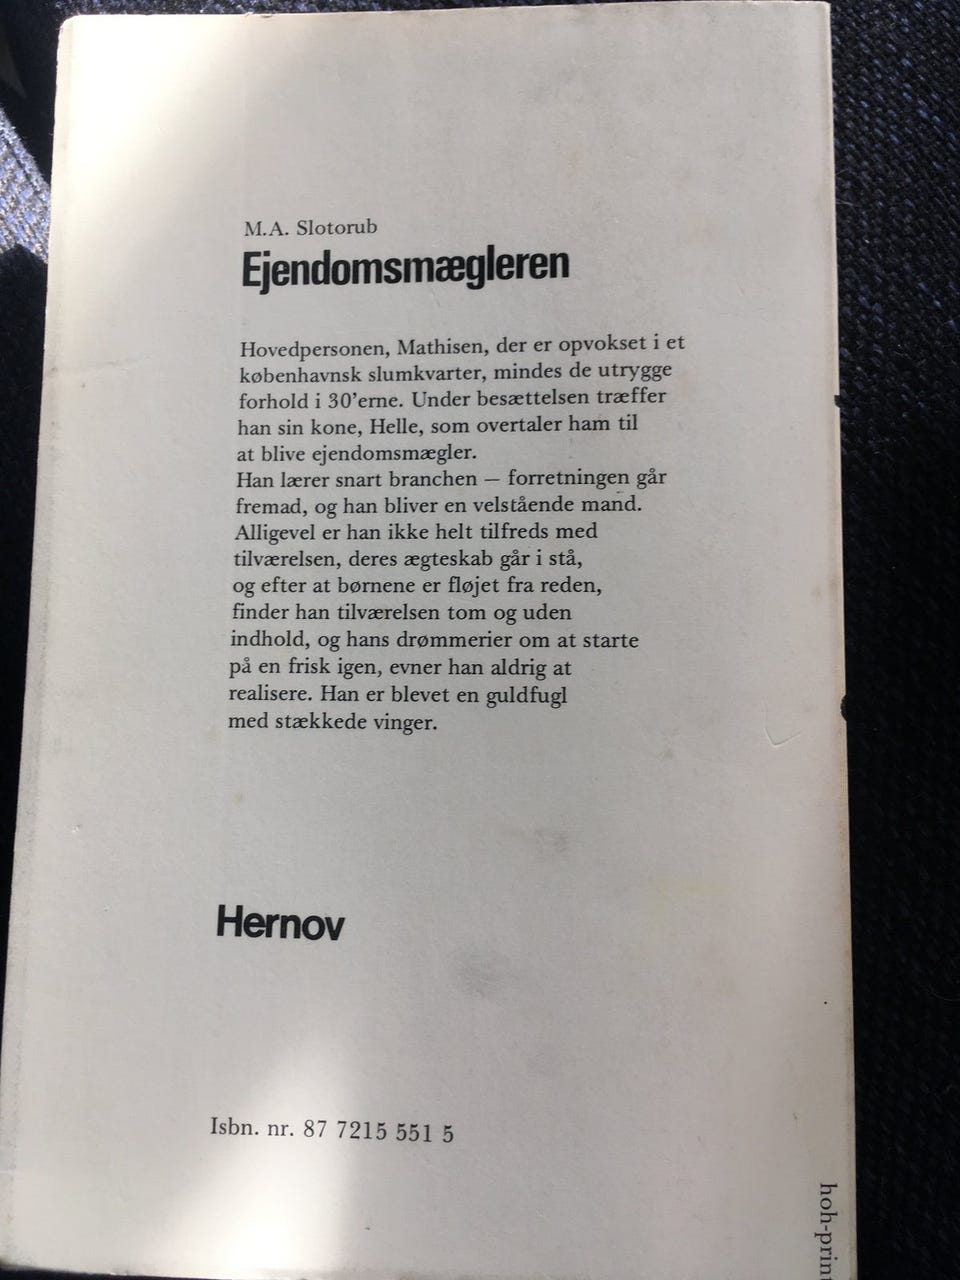 M.A. Slotorub
Ejendomsmægleren
Hovedpersonen, Mathisen, der er opvokset i et
københavnsk slumkvarter, mindes de utrygge
forhold i 30'erne. Under besættelsen træffer
han sin kone, Helle, som overtaler ham til
at blive ejendomsmægler.
Han lærer snart branchen — forretningen går
fremad, og han bliver en velstående mand.
Alligevel er han ikke helt tilfreds med
tilværelsen, deres ægteskab går i stå,
og efter at børnene er fløjet fra reden,
finder han tilværelsen tom og uden
indhold, og hans drømmerier om at starte
på en frisk igen, evner han aldrig at
realisere. Han er blevet en guldfugl
med stækkede vinger.
Hernov
Isbn. nr. 87 7215 551 5
hoh-print